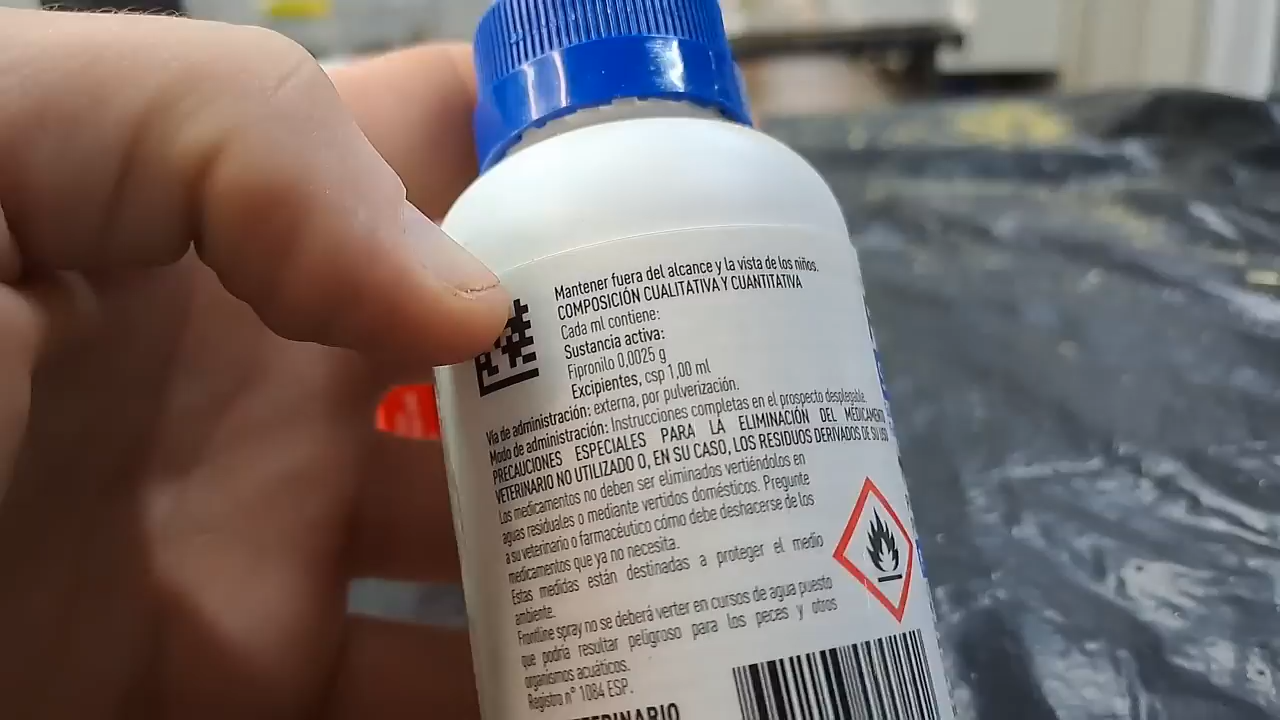 Mantener fuera del alcance y la vista de los niños.
COMPOSICIÓN CUALITATIVA Y CUANTITATIVA
Cada ml contiene:
Sustancia activa:
Fipronilo 0,0025 g
Excipientes, csp 1,00 ml
Vía de administración: externa, por pulverización.
Modo de administración: Instrucciones completas en el prospecto desplegable.
PRECAUCIONES ESPECIALES PARA LA ELIMINACIÓN DEL MEDICAMENTO
VETERINARIO NO UTILIZADO O, EN SU CASO, LOS RESIDUOS DERIVADOS DE SU USO
Los medicamentos no deben ser eliminados vertiéndolos en
aguas residuales o mediante vertidos domésticos. Pregunte
a su veterinario o farmacéutico cómo debe deshacerse de los
medicamentos que ya no necesita.
Estas medidas están destinadas a proteger el medio
ambiente.
Frontline spray no se deberá verter en cursos de agua puesto
que podría resultar peligroso para los peces y otros
organismos acuáticos.
Registro n° 1084 ESP.